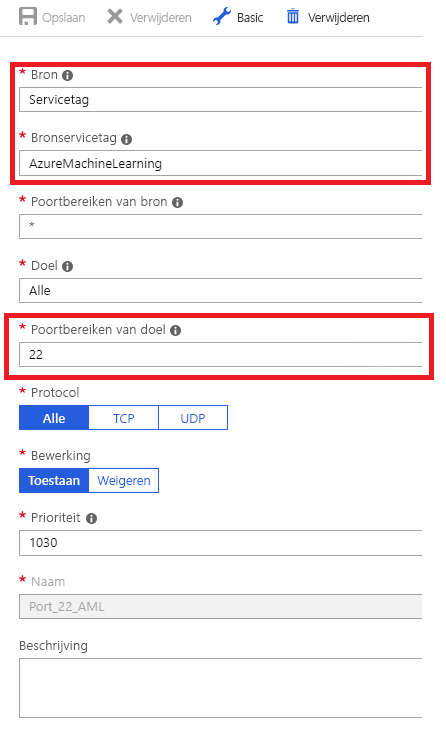 Opslaan Verwijderen Basic Verwijderen
* Bron
Servicetag
* Bronservicetag
AzureMachineLearning
* Poortbereiken van bron
*
* Doel
Alle
* Poortbereiken van doel
22
* Protocol
Alle TCP UDP
* Bewerking
Toestaan Weigeren
* Prioriteit
1030
* Naam
Port_22_AML
Beschrijving